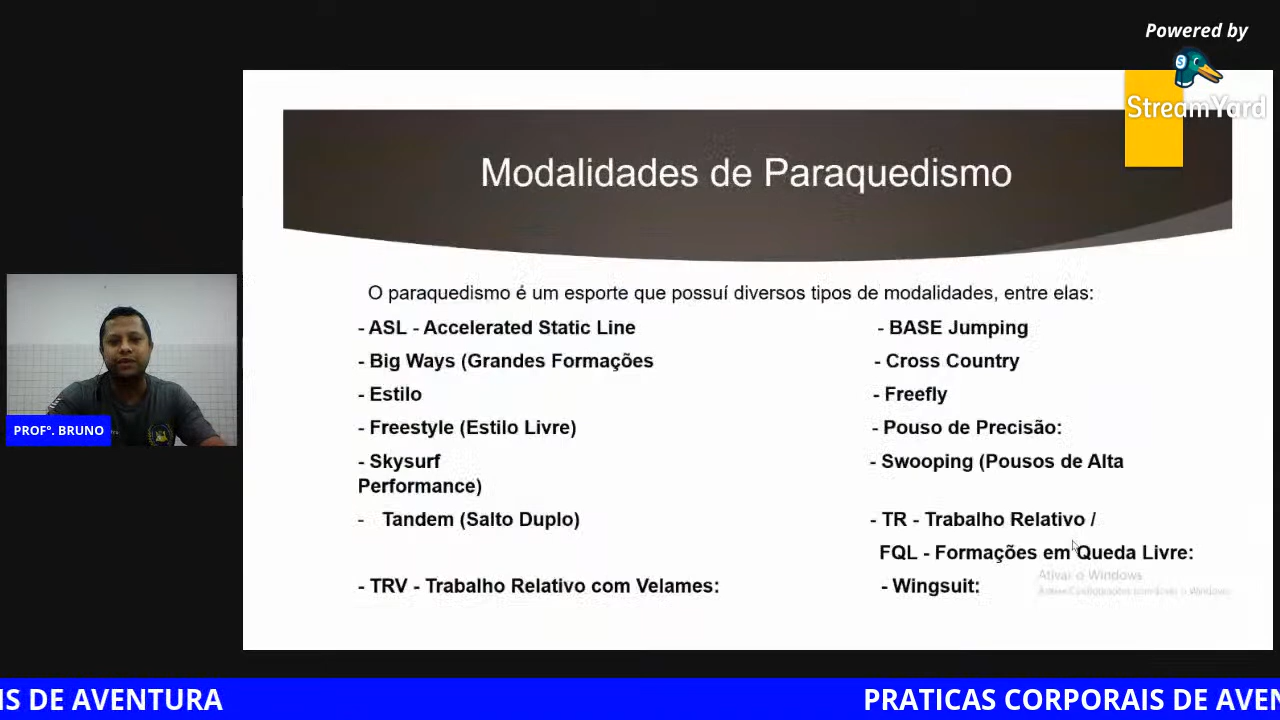 Powered by
StreamYard
Modalidades de Paraquedismo
O paraquedismo é um esporte que possuí diversos tipos de modalidades, entre elas:
- ASL - Accelerated Static Line - BASE Jumping
- Big Ways (Grandes Formações - Cross Country
- Estilo - Freefly
- Freestyle (Estilo Livre) - Pouso de Precisão:
- Skysurf - Swooping (Pousos de Alta
Performance)
- Tandem (Salto Duplo) - TR - Trabalho Relativo /
FQL - Formações em Queda Livre:
- TRV - Trabalho Relativo com Velames: - Wingsuit:
Ativar o Windows
PROFº. BRUNO
IS DE AVENTURA PRATICAS CORPORAIS DE AVEN